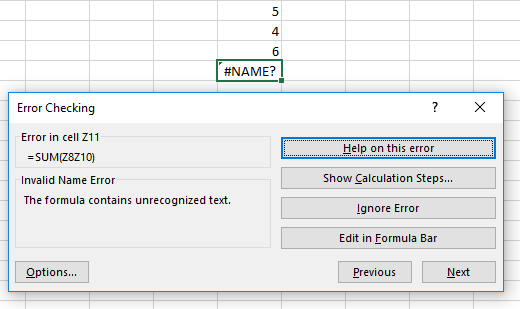 5
4
6
#NAME?
Error Checking
?
Error in cell Z11
=SUM(Z8Z10)
Invalid Name Error
The formula contains unrecognized text.
Help on this error
Show Calculation Steps...
Ignore Error
Edit in Formula Bar
Options...
Previous
Next